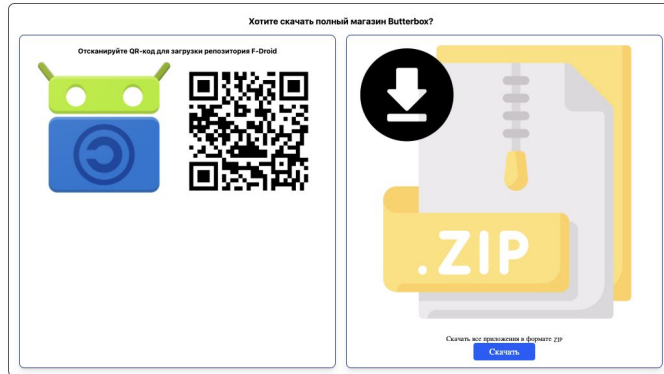 Хотите скачать полный магазин Butterbox?
Отсканируйте QR-код для загрузки репозитория F-Droid
.ZIP
Скачать все приложения в формате ZIP
Скачать